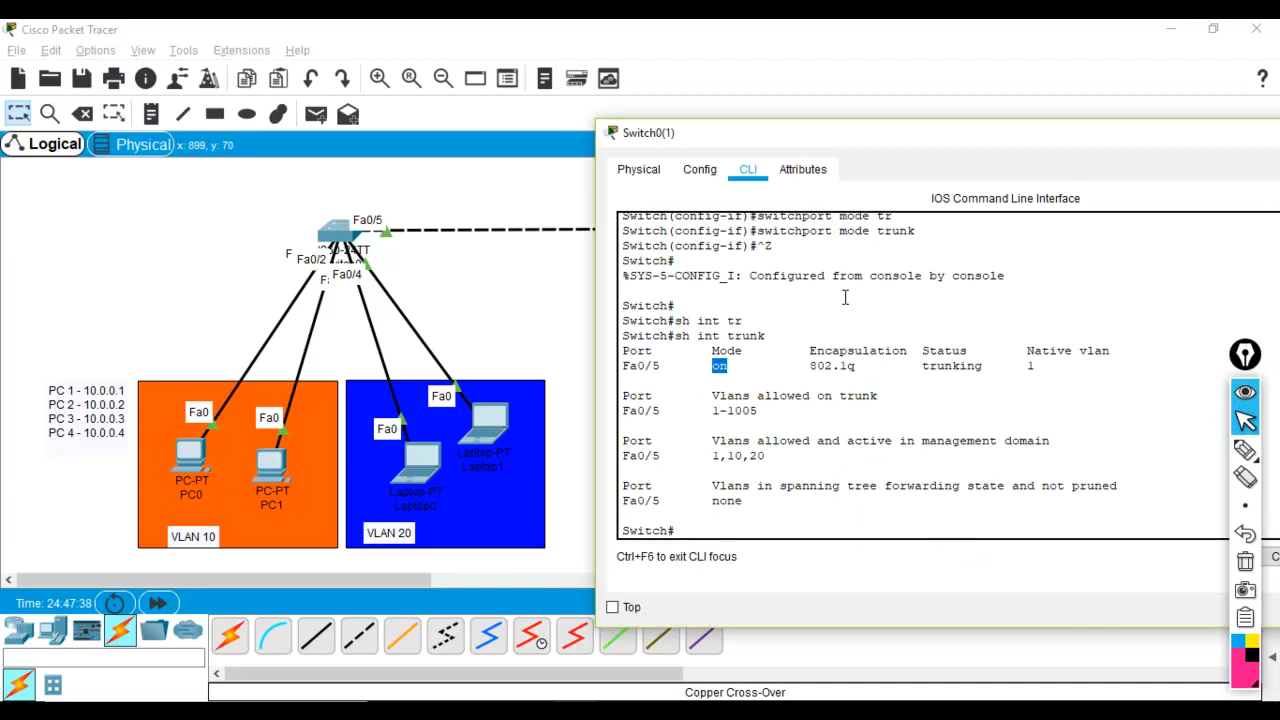 Cisco Packet Tracer
File Edit Options View Tools Extensions Help
Logical Physical x: 899, y: 70
Switch0(1)
Physical Config CLI Attributes
IOS Command Line Interface
Switch(config-if)#switchport mode tr
Switch(config-if)#switchport mode trunk
Switch(config-if)#^Z
Switch#
%SYS-5-CONFIG_I: Configured from console by console
Switch#
Switch#sh int tr
Switch#sh int trunk
Port Mode Encapsulation Status Native vlan
Fa0/5 on 802.1q trunking 1
Port Vlans allowed on trunk
Fa0/5 1-1005
Port Vlans allowed and active in management domain
Fa0/5 1,10,20
Port Vlans in spanning tree forwarding state and not pruned
Fa0/5 none
Switch#
Ctrl+F6 to exit CLI focus
Top
Fa0/5
Fa0/2
Fa0/4
PC 1 - 10.0.0.1
PC 2 - 10.0.0.2
PC 3 - 10.0.0.3
PC 4 - 10.0.0.4
Fa0
Fa0
Fa0
Fa0
PC-PT
PC0
PC-PT
PC1
Laptop-PT
Laptop0
Laptop-PT
Laptop1
VLAN 10
VLAN 20
Time: 24:47:38
Copper Cross-Over